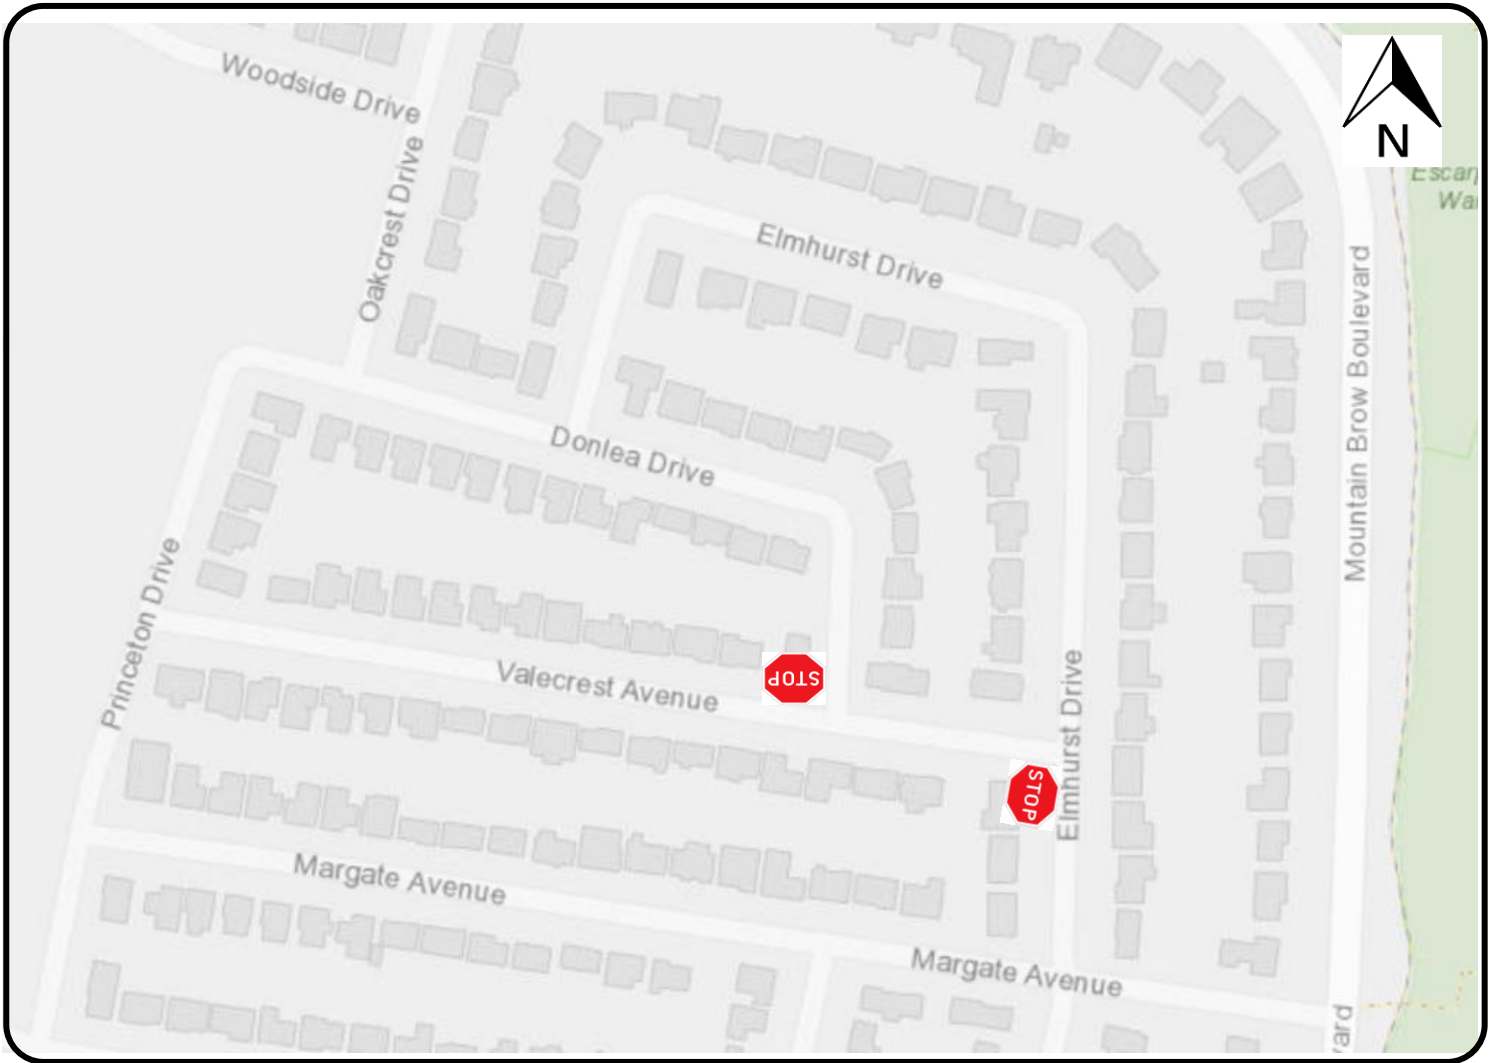 Woodside Drive
N
Oakcrest Drive
Elmhurst Drive
Mountain Brow Boulevard
Donlea Drive
Princeton Drive
Valecrest Avenue
STOP
Elmhurst Drive
STOP
Margate Avenue
Margate Avenue